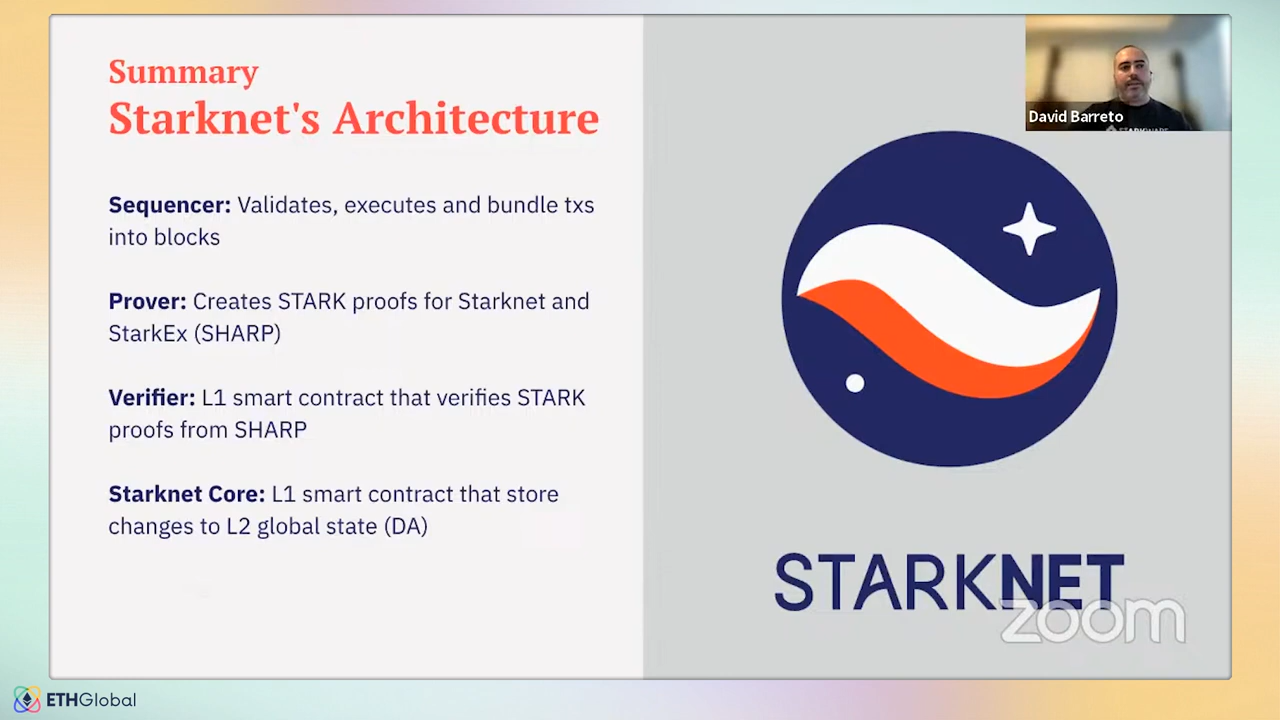 Summary
Starknet's Architecture
Sequencer: Validates, executes and bundle txs
into blocks
Prover: Creates STARK proofs for Starknet and
StarkEx (SHARP)
Verifier: L1 smart contract that verifies STARK
proofs from SHARP
Starknet Core: L1 smart contract that store
changes to L2 global state (DA)
David Barreto
STARKWARE
STARKNET
zoom
ETHGlobal